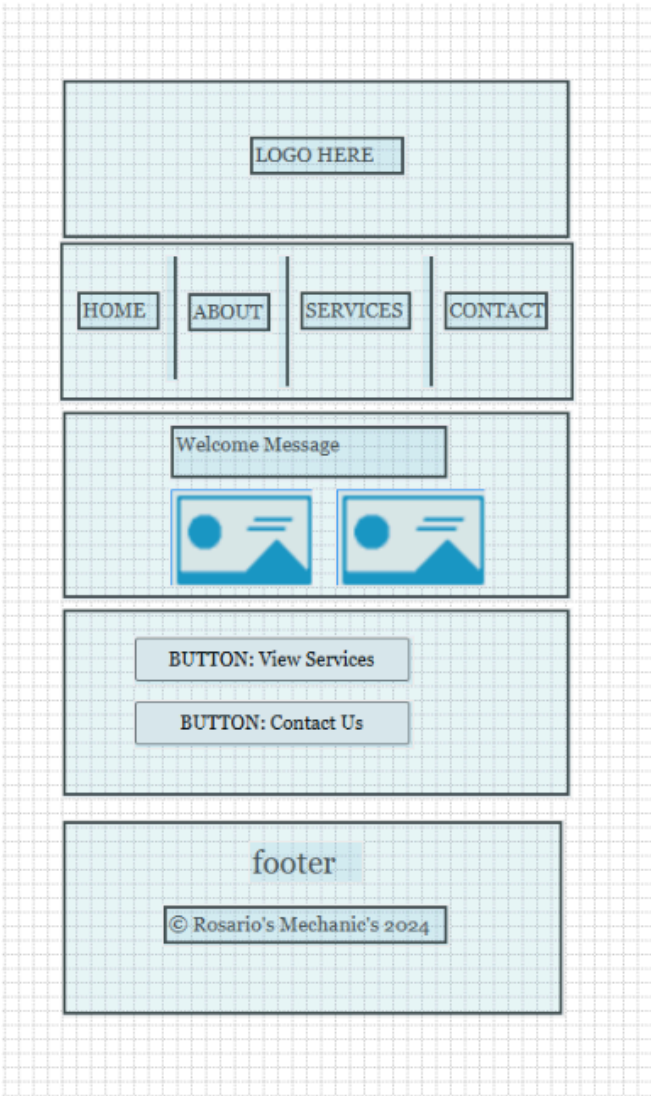 LOGO HERE
HOME
ABOUT
SERVICES
CONTACT
Welcome Message
BUTTON: View Services
BUTTON: Contact Us
footer
© Rosario's Mechanic's 2024